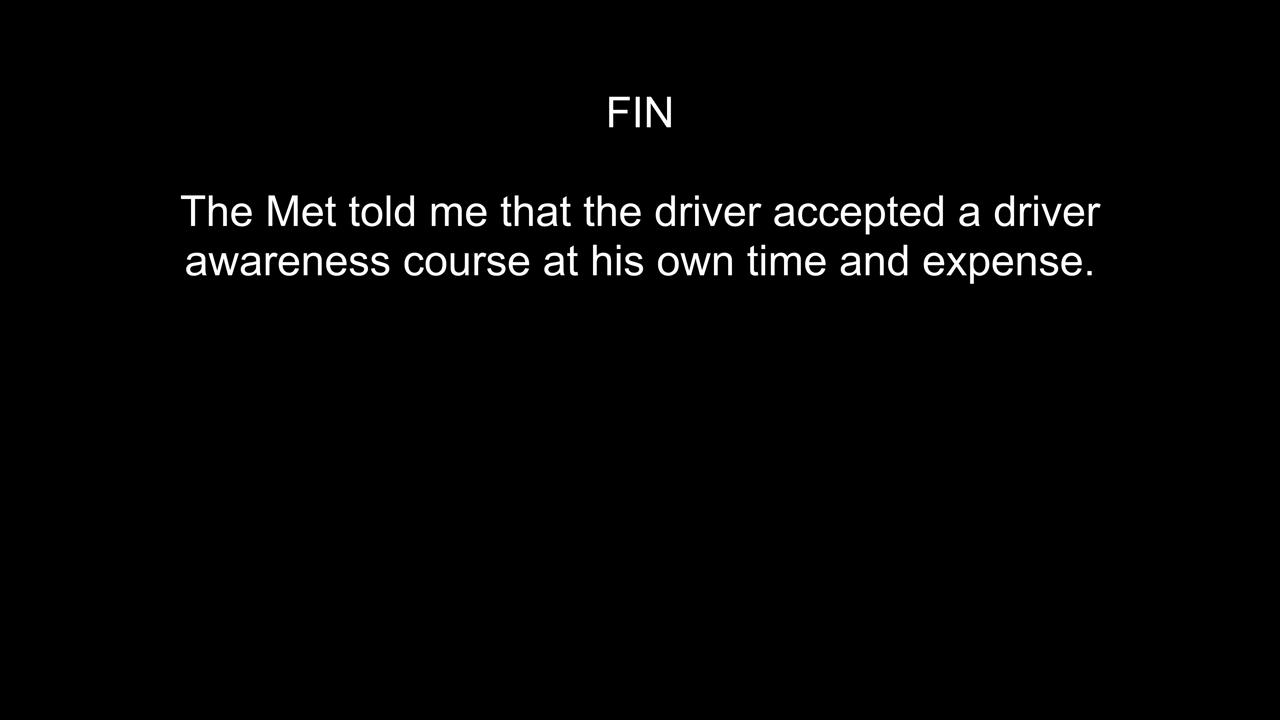 FIN
The Met told me that the driver accepted a driver
awareness course at his own time and expense.